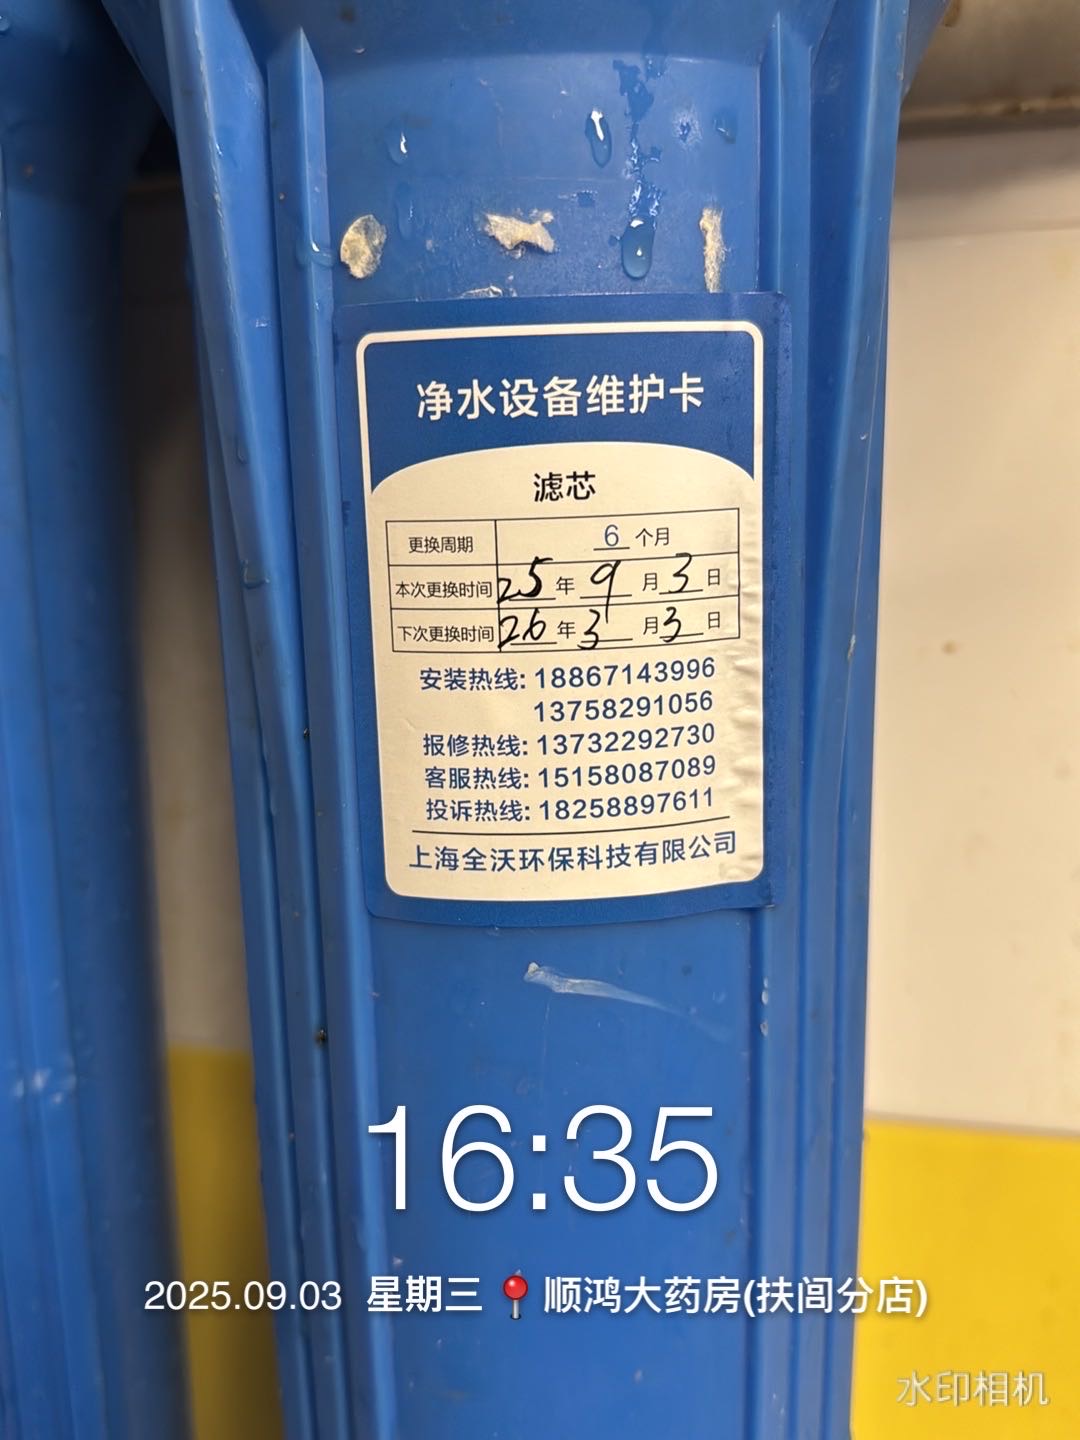 净水设备维护卡
滤芯
更换周期 6 个月
本次更换时间 25 年 9 月 3 日
下次更换时间 26 年 3 月 3 日
安装热线: 18867143996
13758291056
报修热线: 13732292730
客服热线: 15158087089
投诉热线: 18258897611
上海全沃环保科技有限公司
16:35
2025.09.03 星期三 顺鸿大药房(扶闾分店)
水印相机